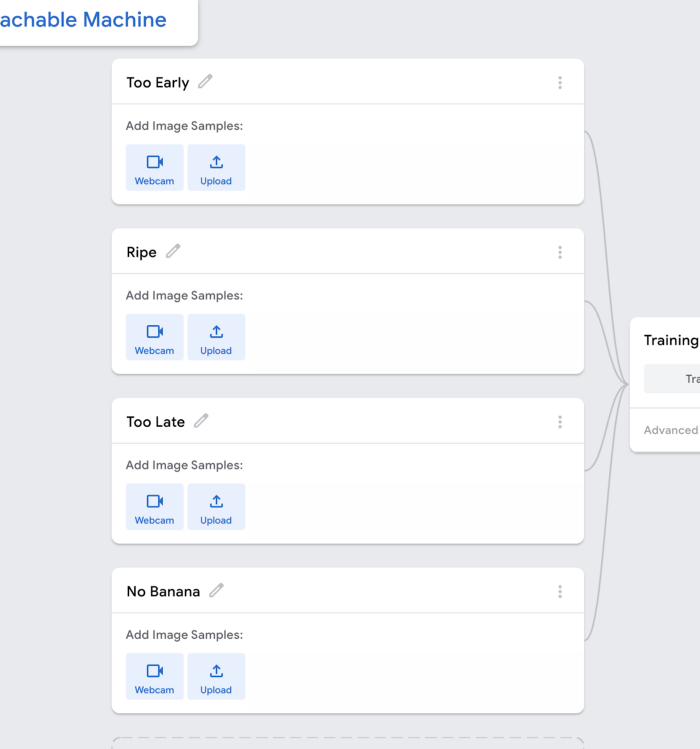 achable Machine
Too Early
Add Image Samples:
Webcam Upload
Ripe
Add Image Samples:
Webcam Upload
Training
Tra
Too Late
Advanced
Add Image Samples:
Webcam Upload
No Banana
Add Image Samples:
Webcam Upload